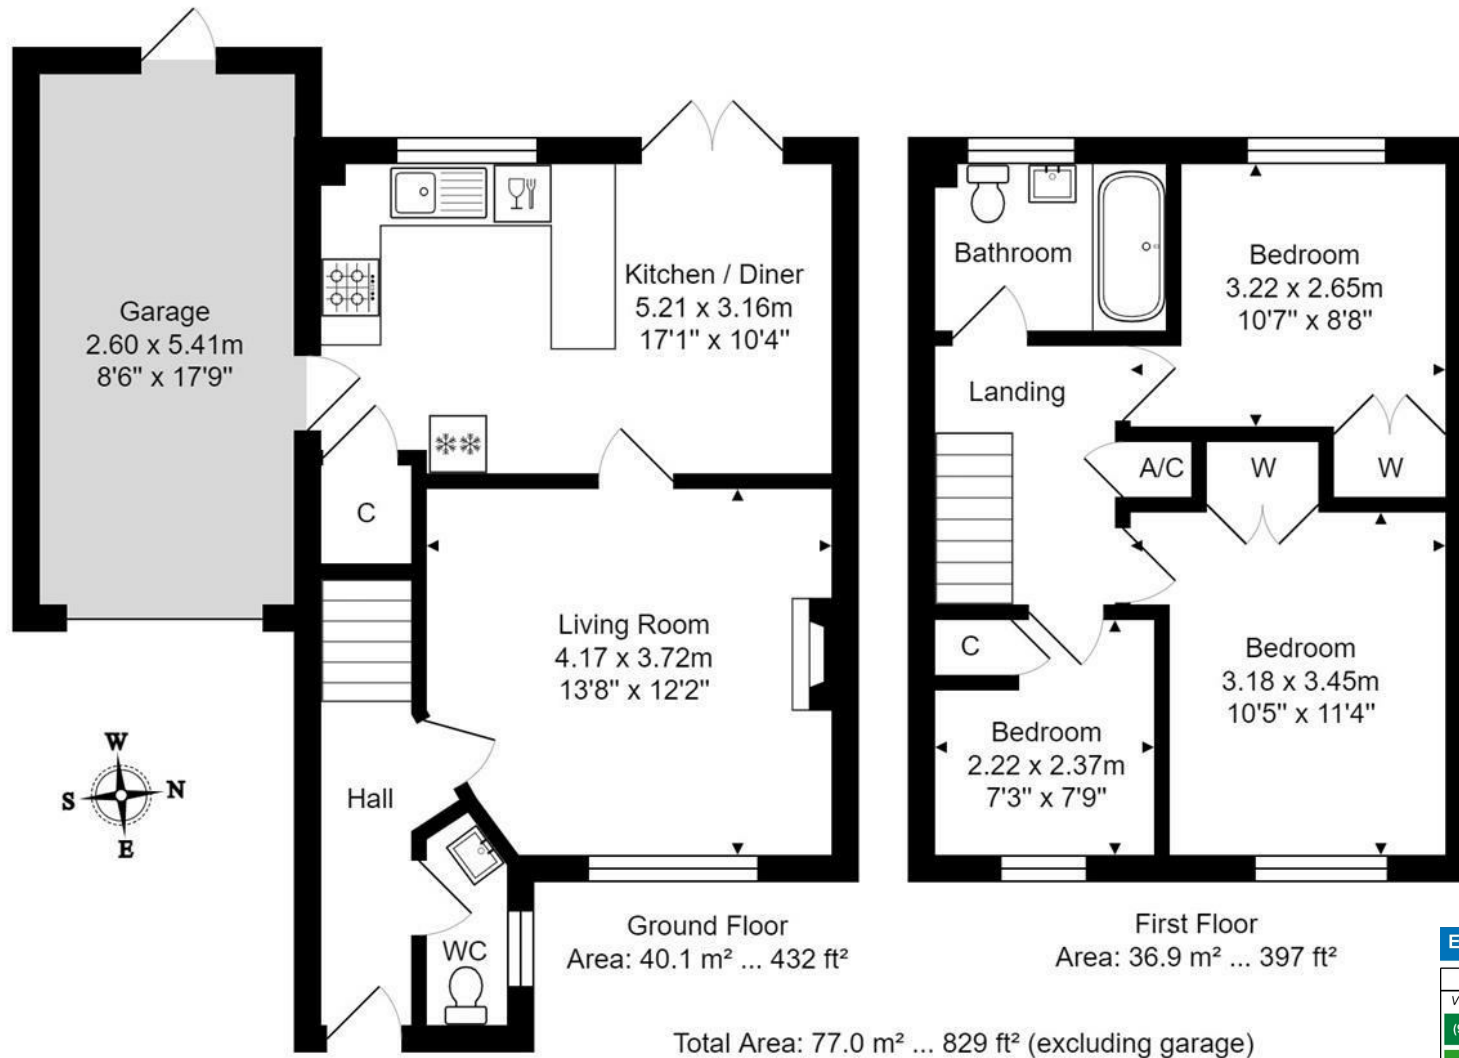 Garage
2.60 x 5.41m
8'6" x 17'9"
Kitchen / Diner
5.21 x 3.16m
17'1" x 10'4"
C
Living Room
4.17 x 3.72m
13'8" x 12'2"
Hall
WC
W
S
N
E
Ground Floor
Area: 40.1 m² ... 432 ft²
Bathroom
Bedroom
3.22 x 2.65m
10'7" x 8'8"
Landing
A/C
W
W
C
Bedroom
3.18 x 3.45m
10'5" x 11'4"
Bedroom
2.22 x 2.37m
7'3" x 7'9"
First Floor
Area: 36.9 m² ... 397 ft²
Total Area: 77.0 m² ... 829 ft² (excluding garage)